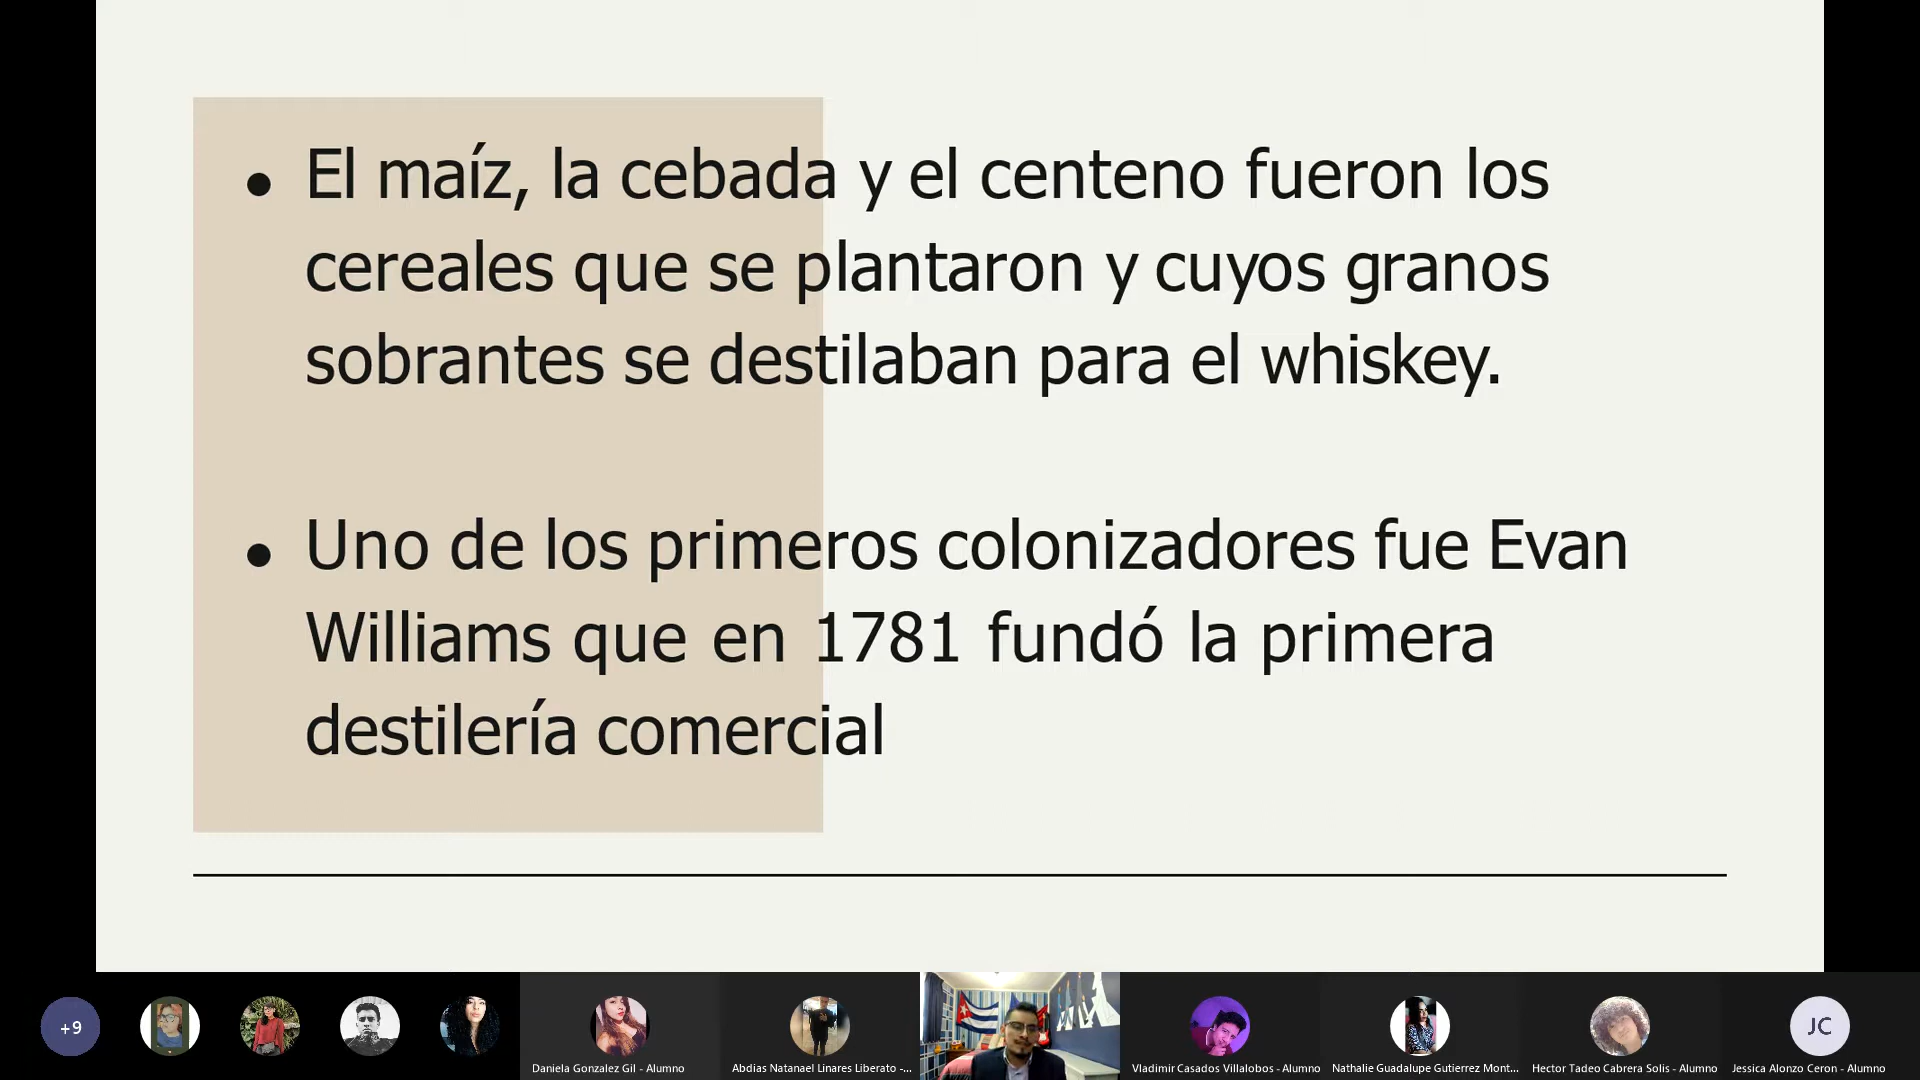 • El maíz, la cebada y el centeno fueron los
cereales que se plantaron y cuyos granos
sobrantes se destilaban para el whiskey.
• Uno de los primeros colonizadores fue Evan
Williams que en 1781 fundó la primera
destilería comercial
+9
Daniela Gonzalez Gil - Alumno
Abdias Natanael Linares Liberato -...
Vladimir Casados Villalobos - Alumno
Nathalie Guadalupe Gutierrez Mont...
Hector Tadeo Cabrera Solis - Alumno
JC
Jessica Alonzo Ceron - Alumno